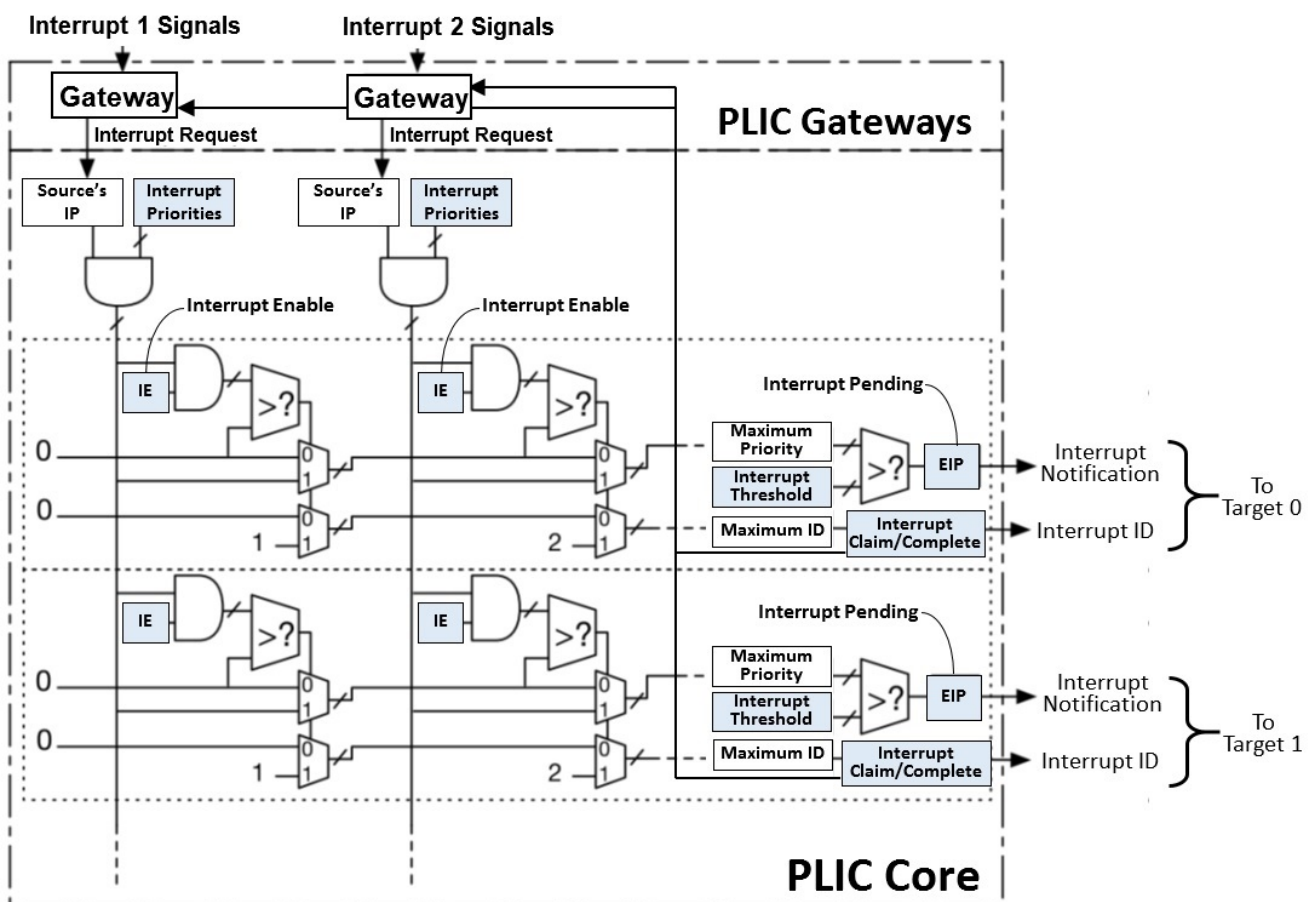 Interrupt 1 Signals
Interrupt 2 Signals
Gateway
Gateway
PLIC Gateways
Interrupt Request
Interrupt Request
Source's
IP
Interrupt
Priorities
Source's
IP
Interrupt
Priorities
Interrupt Enable
Interrupt Enable
IE
>?
IE
>?
0
0
1
0
1
0
0
1
1
0
1
2
Interrupt Pending
Maximum
Priority
Interrupt
Threshold
>?
EIP
Maximum ID
Interrupt
Claim/Complete
Interrupt
Notification
Interrupt ID
To
Target 0
IE
>?
IE
>?
0
0
1
0
1
0
0
1
1
0
1
2
Interrupt Pending
Maximum
Priority
Interrupt
Threshold
>?
EIP
Maximum ID
Interrupt
Claim/Complete
Interrupt
Notification
Interrupt ID
To
Target 1
PLIC Core